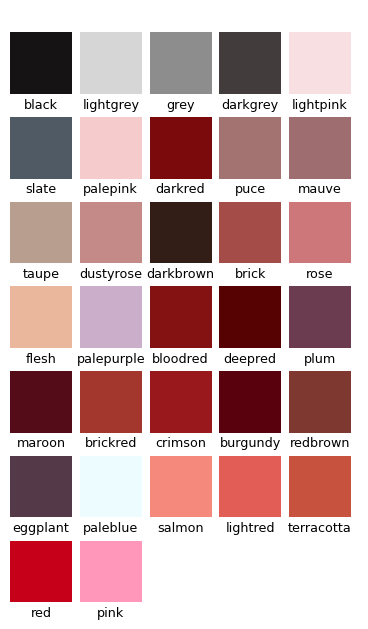 black lightgrey grey darkgrey lightpink
slate palepink darkred puce mauve
taupe dustyrose darkbrown brick rose
flesh palepurple bloodred deepred plum
maroon brickred crimson burgundy redbrown
eggplant paleblue salmon lightred terracotta
red pink